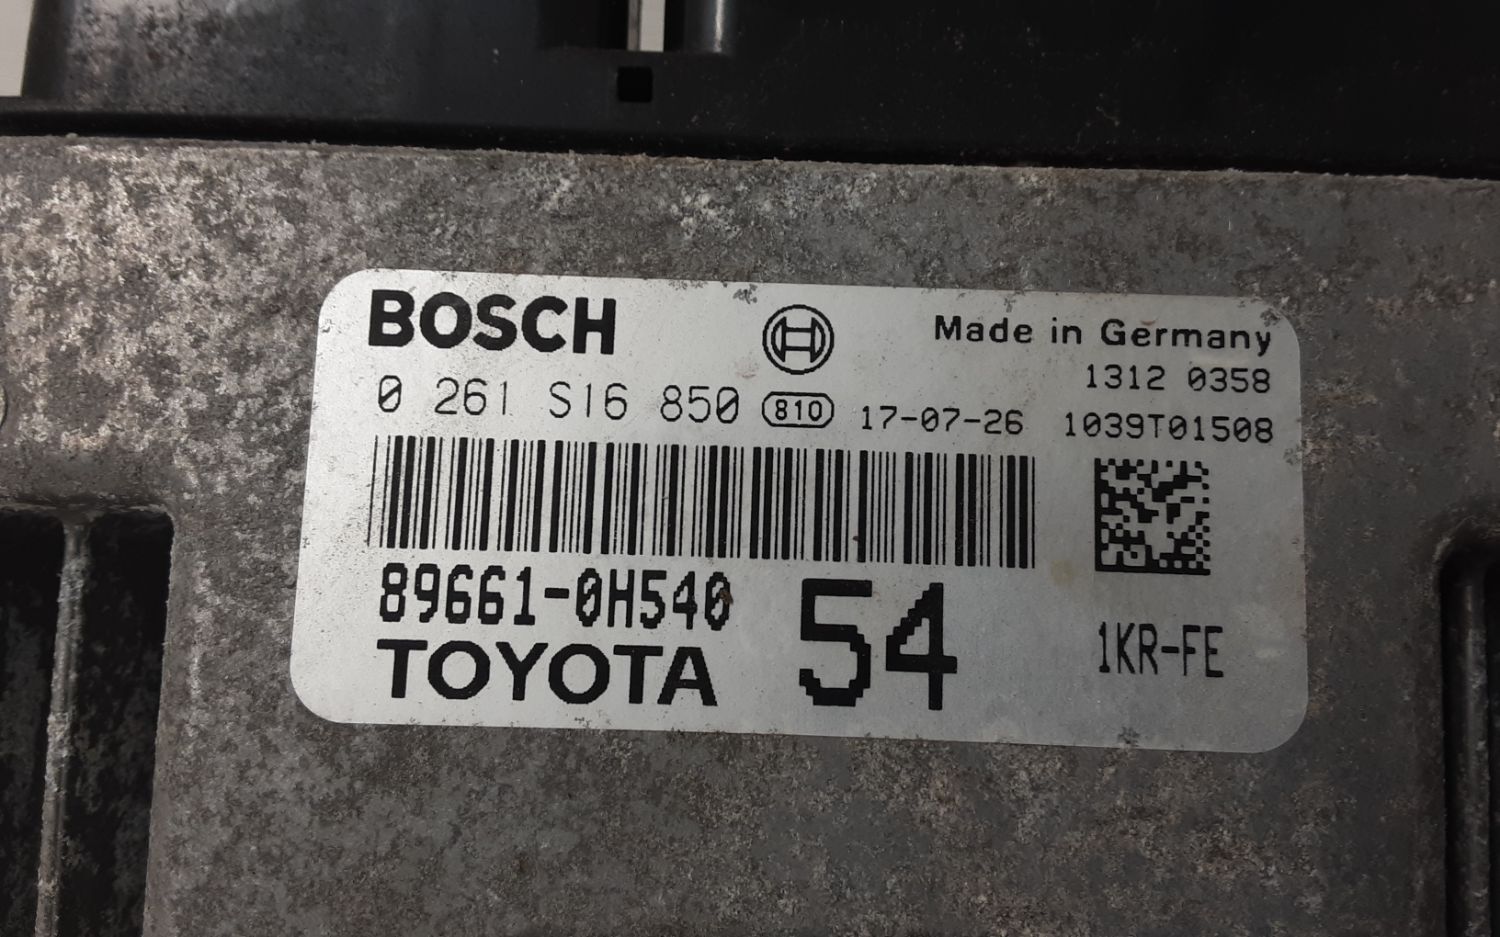 BOSCH
Made in Germany
1312 0358
0 261 S16 850 810 17-07-26 1039T01508
89661-0H540 54 1KR-FE
TOYOTA